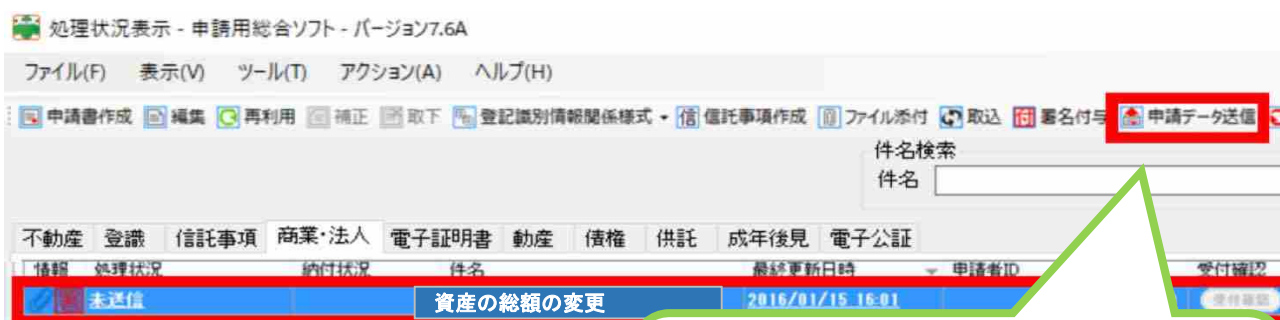 処理状況表示 - 申請用総合ソフト - バージョン7.6A
ファイル(F) 表示(V) ツール(T) アクション(A) ヘルプ(H)
申請書作成 編集 再利用 補正 取下 登記識別情報関係様式 信 信託事項作成 ファイル添付 取込 付 署名付与 申請データ送信
件名検索
件名
不動産 登識 信託事項 商業・法人 電子証明書 動産 債権 供託 成年後見 電子公証
情報 処理状況 納付状況 件名 最終更新日時 申請者ID 受付確認
未送信 資産の総額の変更 2016/01/15 16:01 受付確認